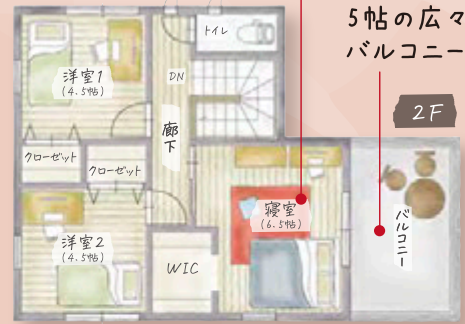 5帖の広々
バルコニー
2F
トイレ
洋室1
(4.5帖)
DN
廊下
クローゼット
クローゼット
寝室
(6.5帖)
バルコニー
洋室2
(4.5帖)
WIC